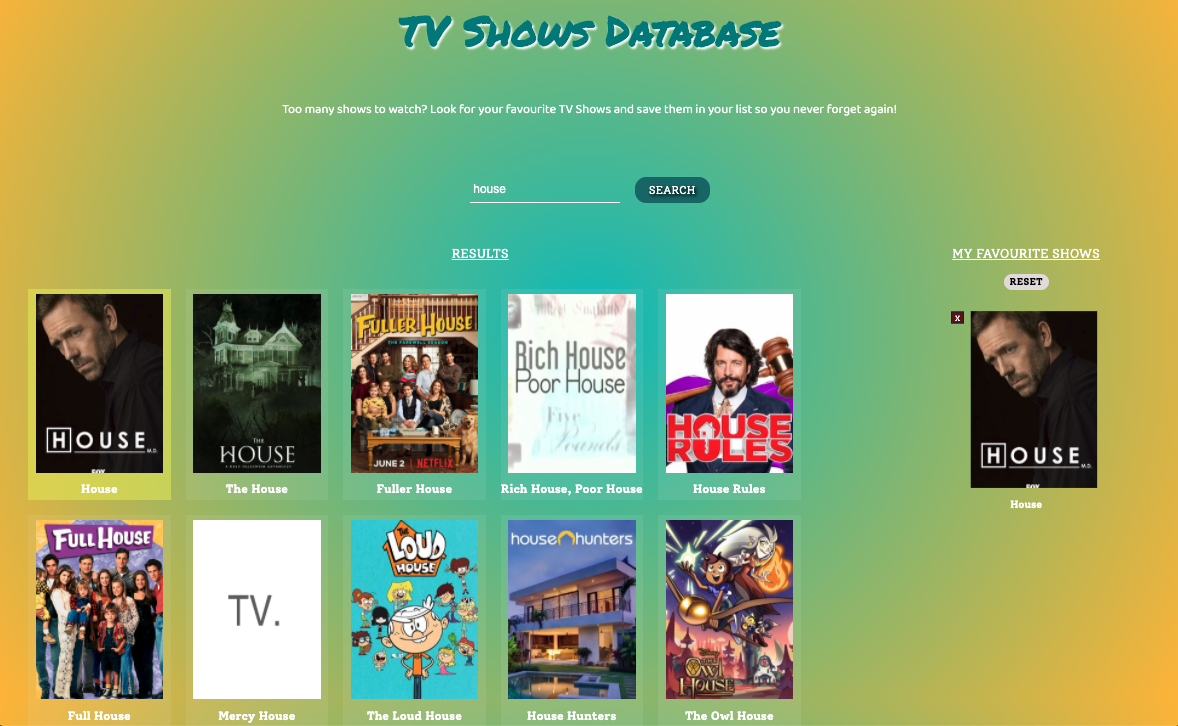 TV Shows Database
Too many shows to watch? Look for your favourite TV Shows and save them in your list so you never forget again!
house
SEARCH
RESULTS
MY FAVOURITE SHOWS
RESET
x
HOUSE M.D.
FOX
House
THE
HOUSE
The House
FULLER HOUSE
THE FAREWELL SEASON
JUNE 2 | NETFLIX
Fuller House
Rich House
Poor House
Five
Pounds
Rich House, Poor House
HOUSE
RULES
House Rules
HOUSE M.D.
FOX
House
FULL HOUSE
Full House
TV.
Mercy House
THE
LOUD
HOUSE
The Loud House
house hunters
House Hunters
Disney
THE
OWL
HOUSE
The Owl House